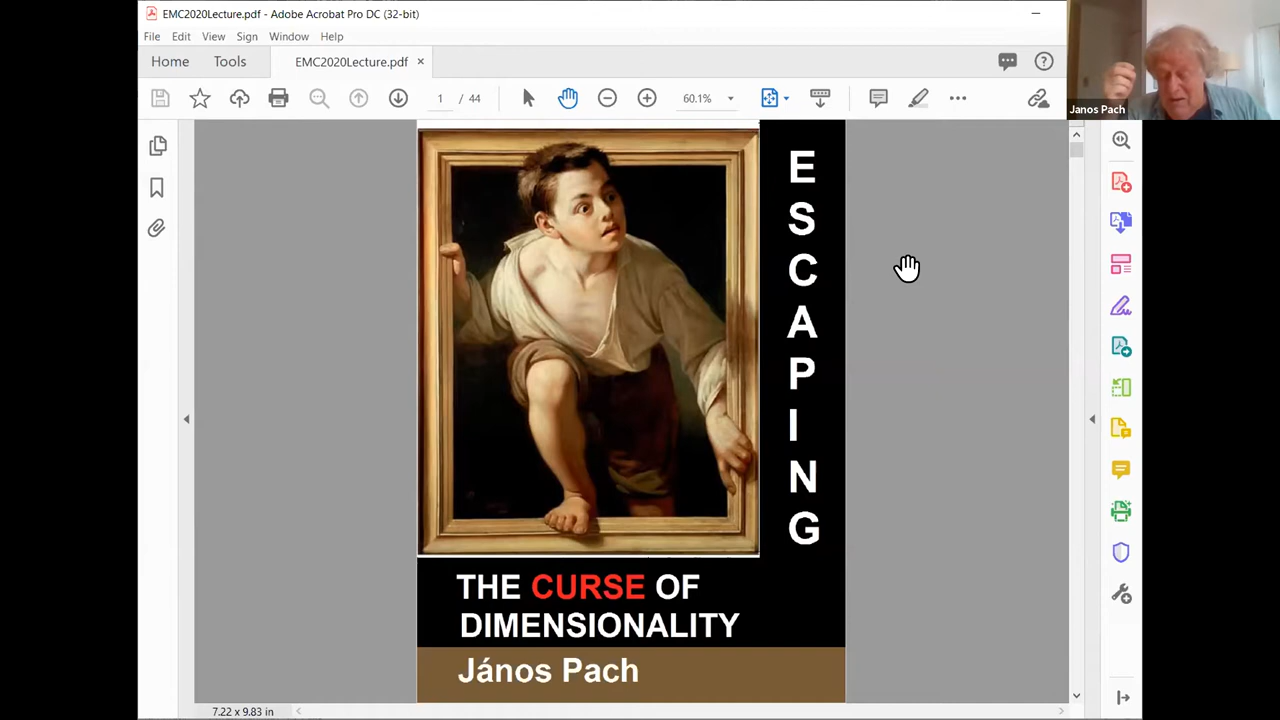 EMC2020Lecture.pdf - Adobe Acrobat Pro DC (32-bit)
File Edit View Sign Window Help
Home Tools EMC2020Lecture.pdf ×
1 / 44 60.1%
Janos Pach
ESCAPING
THE CURSE OF
DIMENSIONALITY
János Pach
7.22 x 9.83 in